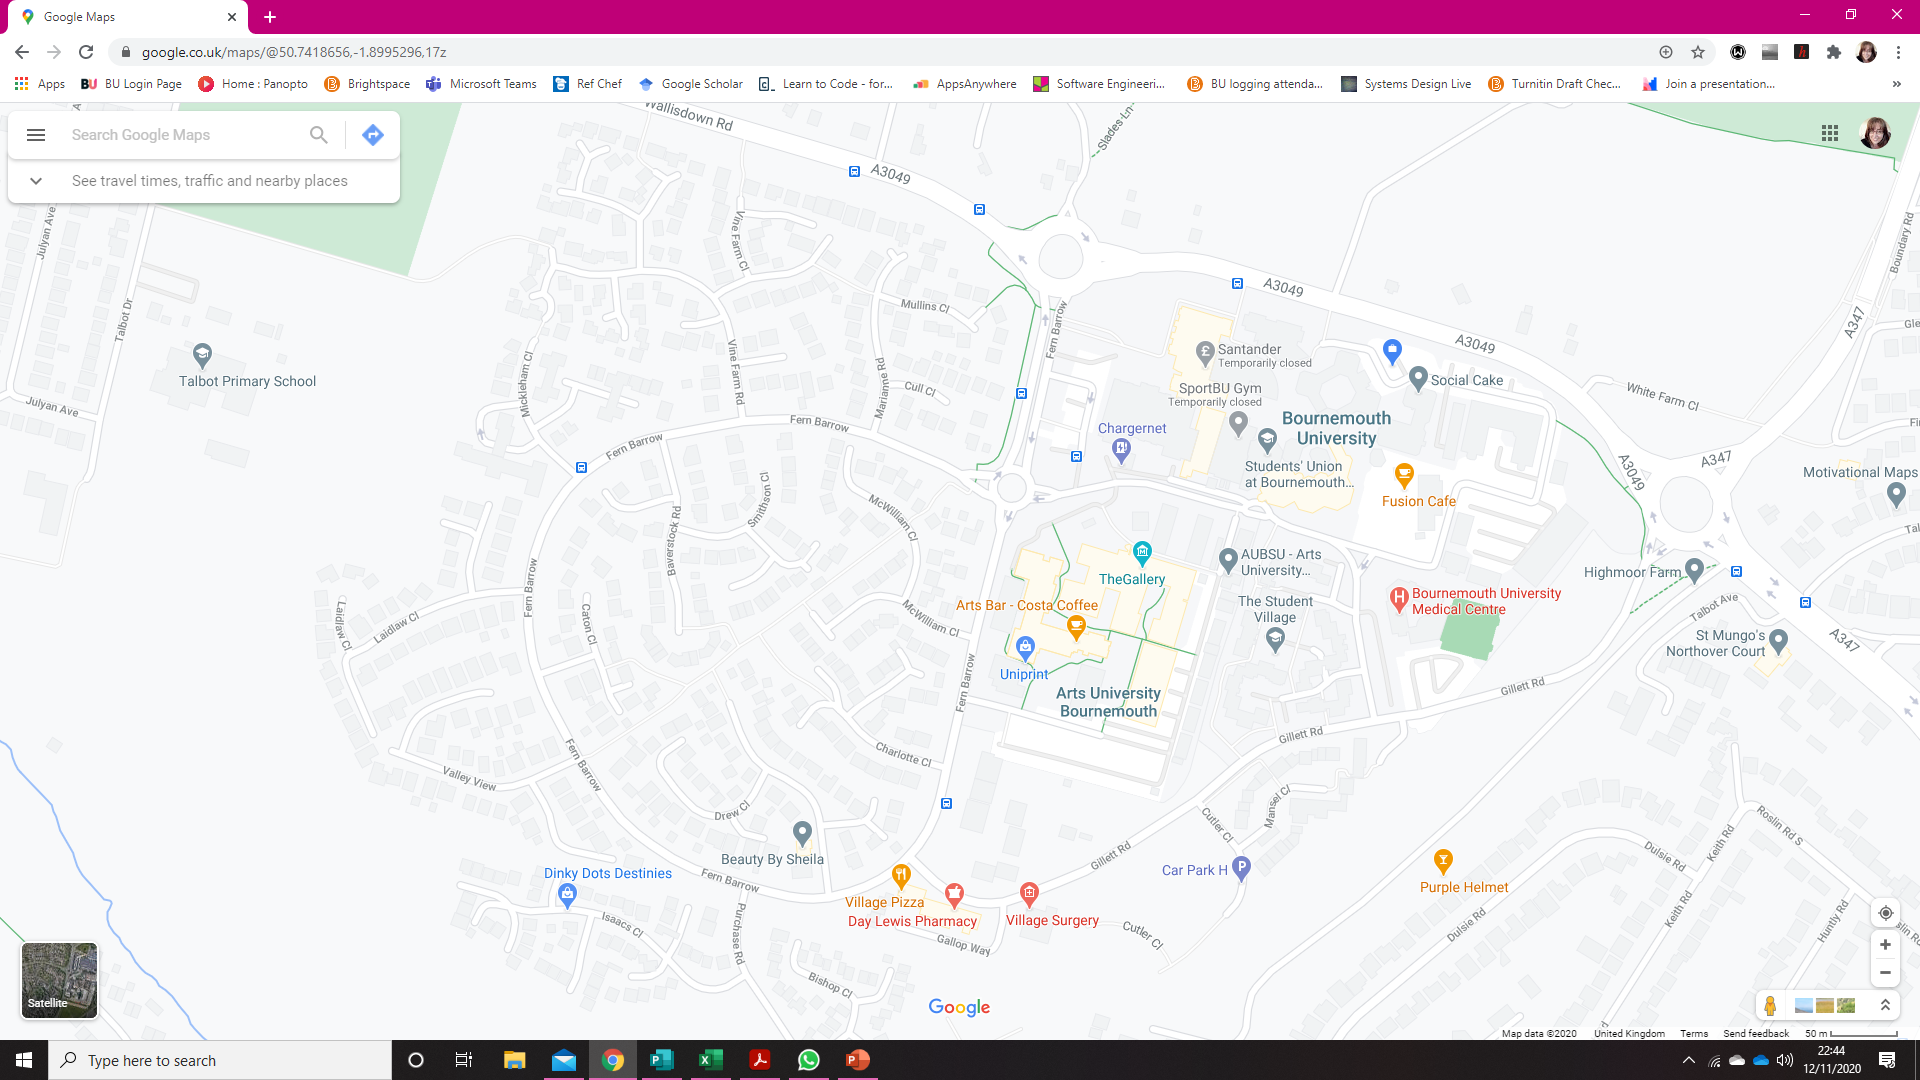 Google Maps
google.co.uk/maps/@50.7418656,-1.8995296,17z
Apps
BU Login Page
Home : Panopto
Brightspace
Microsoft Teams
Ref Chef
Google Scholar
Learn to Code - for...
AppsAnywhere
Software Engineeri...
BU logging attenda...
Systems Design Live
Turnitin Draft Chec...
Join a presentation...
Search Google Maps
See travel times, traffic and nearby places
Wallisdown Rd
A3049
Slades Ln
Julyan Ave
Talbot Dr
Vine Farm Cl
Boundary Rd
A3049
Mullins Cl
Fern Barrow
A347
Gle
A3049
Talbot Primary School
Mickleham Cl
Vine Farm Rd
Marianne Rd
Cull Cl
Santander
Temporarily closed
SportBU Gym
Temporarily closed
Social Cake
White Farm Cl
Julyan Ave
Fern Barrow
Fern Barrow
Chargernet
Bournemouth
University
Students' Union
at Bournemouth...
Fusion Cafe
A3049
A347
Motivational Maps
Smithson Cl
McWilliam Cl
Baverstock Rd
Fern Barrow
TheGallery
AUBSU - Arts
University...
Highmoor Farm
Laidlaw Cl
Laidlaw Cl
Caton Cl
McWilliam Cl
Arts Bar - Costa Coffee
The Student
Village
Bournemouth University
Medical Centre
Talbot Ave
St Mungo's
Northover Court
A347
Uniprint
Fern Barrow
Arts University
Bournemouth
Gillett Rd
Gillett Rd
Charlotte Cl
Fern Barrow
Valley View
Drew Cl
Beauty By Sheila
Cutler Cl
Mansel Cl
Roslin Rd S
Keith Rd
Dulsie Rd
Gillett Rd
Car Park H
Purple Helmet
Dinky Dots Destinies
Fern Barrow
Village Pizza
Day Lewis Pharmacy
Village Surgery
Isaacs Cl
Purchase Rd
Gallop Way
Cutler Cl
Dulsie Rd
Keith Rd
Huntly Rd
Bishop Cl
Satellite
Google
Map data ©2020
United Kingdom
Terms
Send feedback
50 m
Type here to search
22:44
12/11/2020